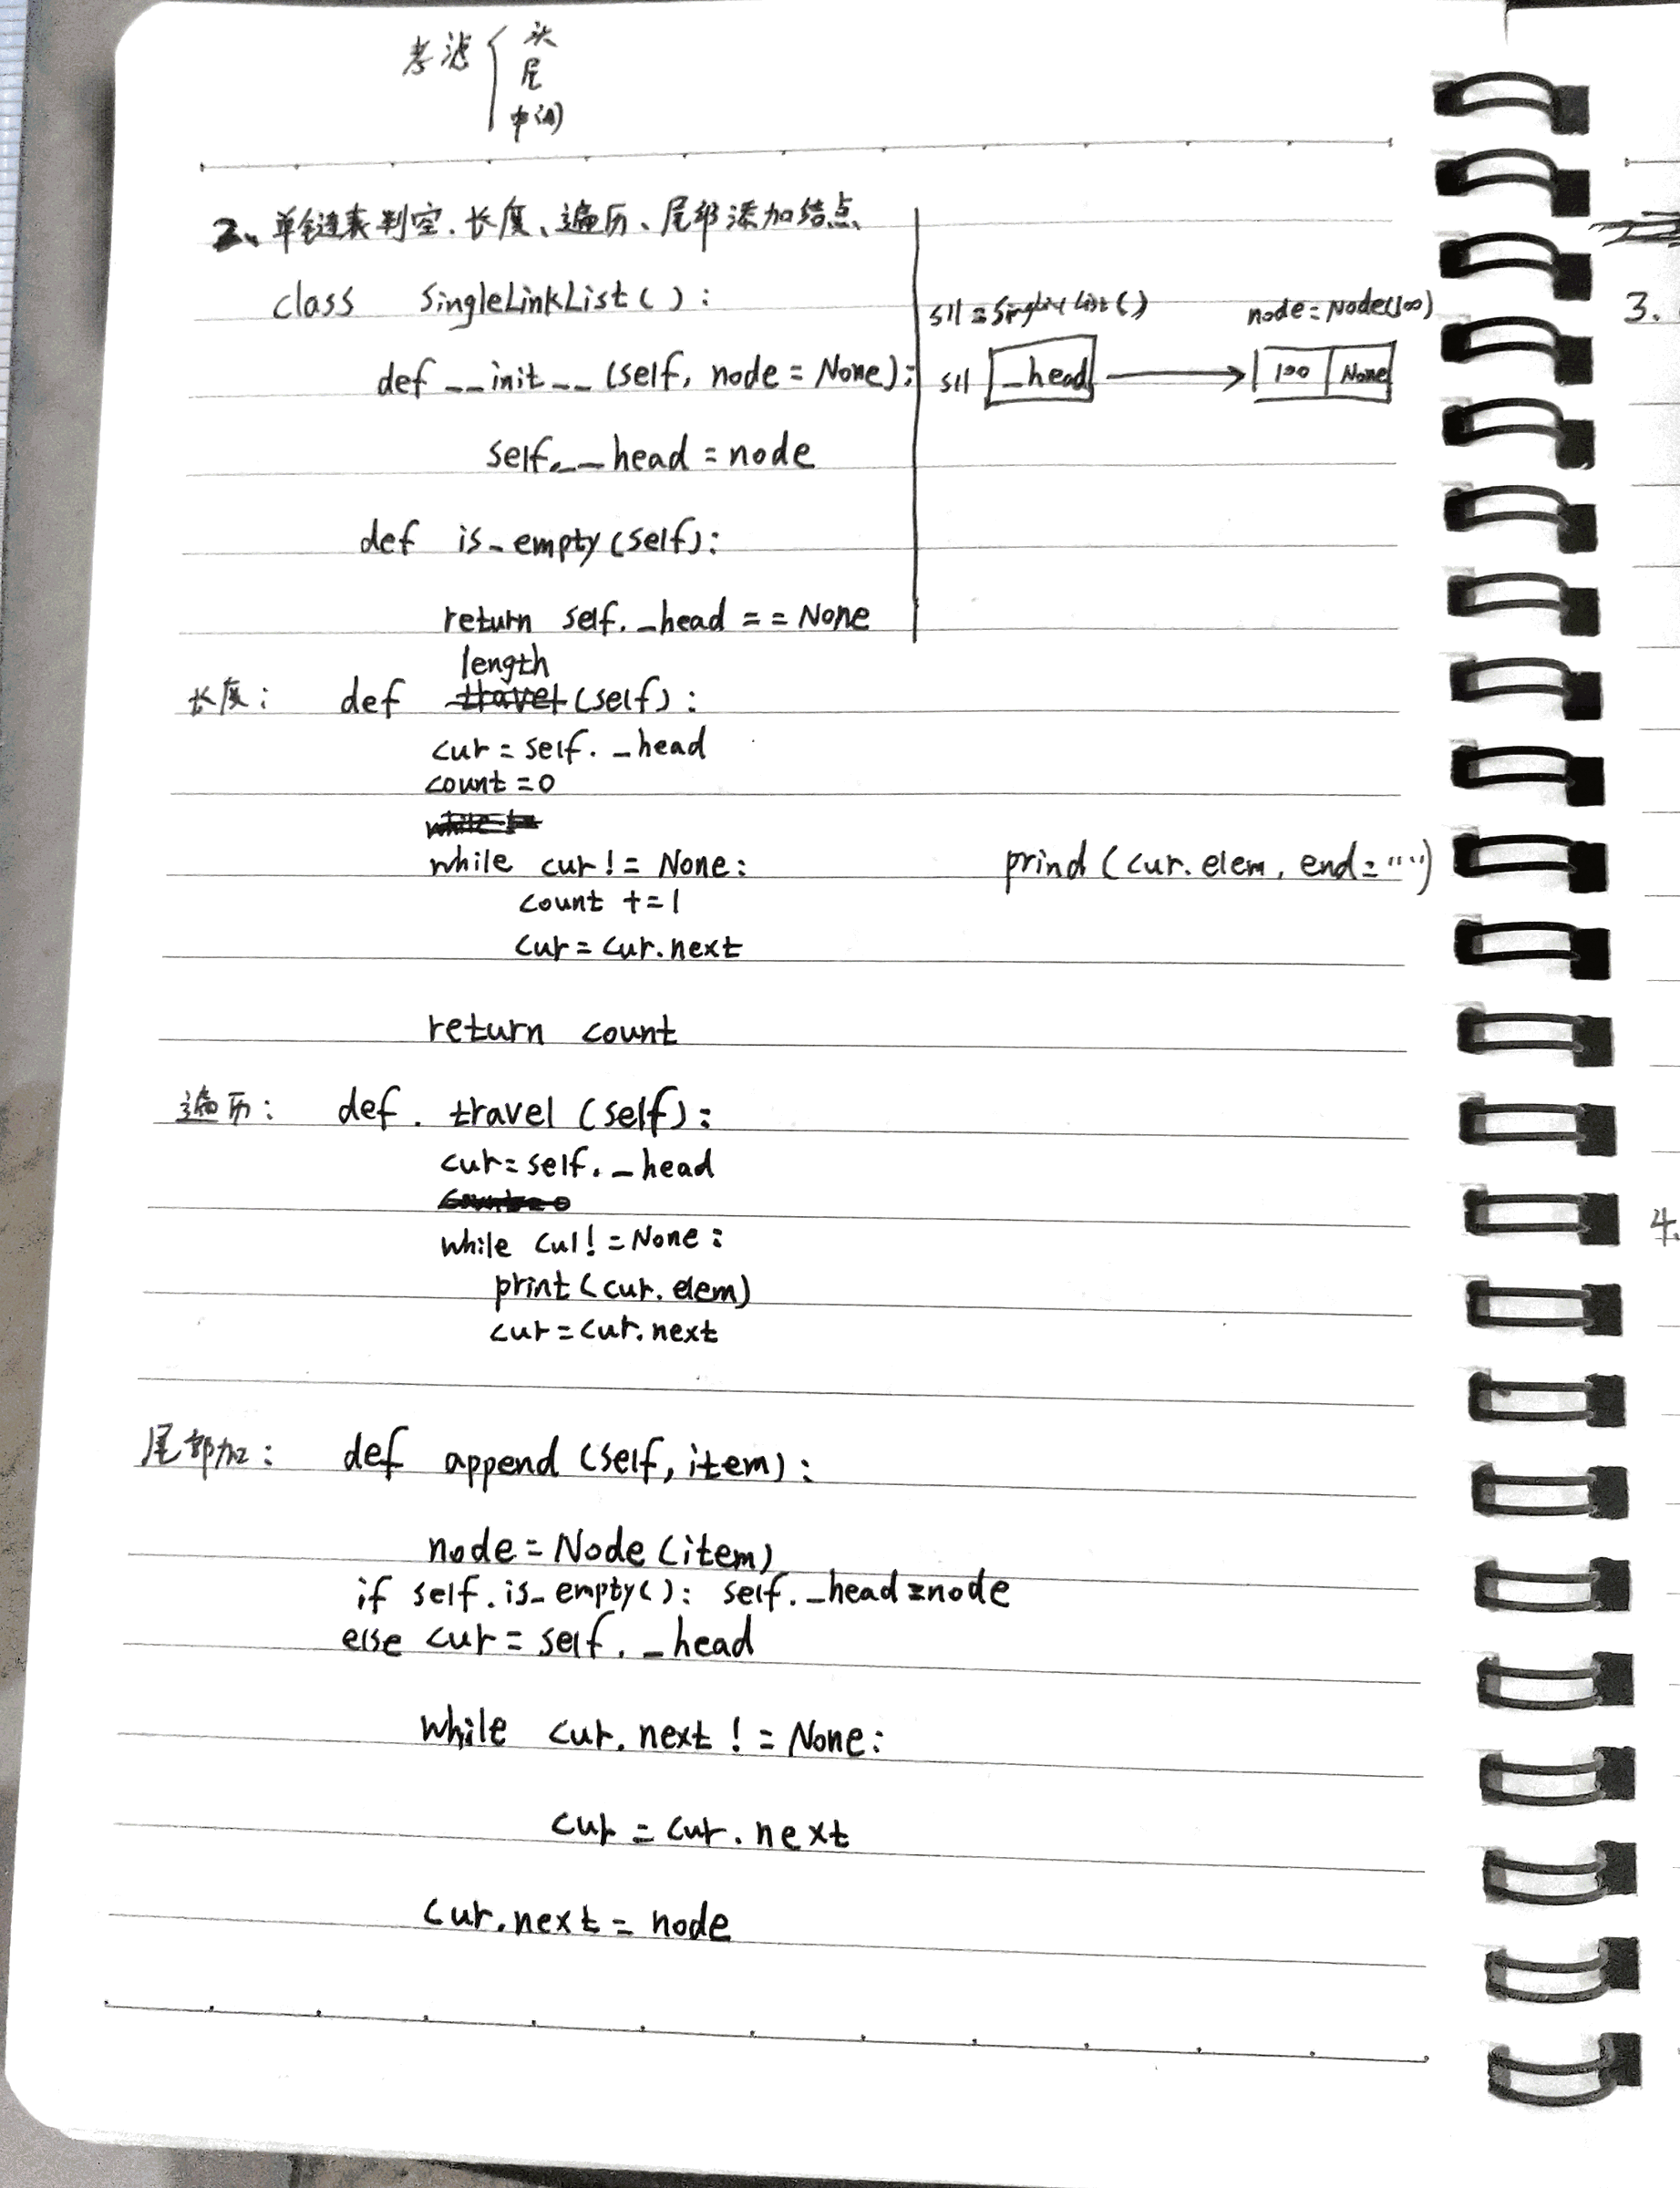 考虑 { 头
尾
中间
2、单链表判空、长度、遍历、尾部添加结点
class SingleLinkList():
def __init__(self, node = None):
self.__head = node
def is_empty(self):
return self._head == None
node = Node(100)
sll _head
100 None
length
长度: def travel(self):
cur = self._head
count = 0
while cur != None:
count += 1
cur = cur.next
return count
prind (cur.elem, end = "")
遍历: def. travel (self):
cur = self._head
while cul != None:
print(cur.elem)
cur = cur.next
尾部加: def append (self, item):
node = Node (item)
if self.is_empty(): self._head = node
else cur = self._head
while cur.next != None:
cur = cur.next
cur.next = node
3.
4.